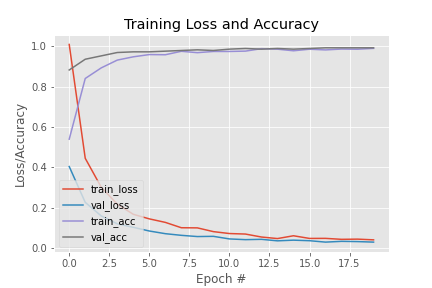 Training Loss and Accuracy
Loss/Accuracy
1.0
0.8
0.6
0.4
0.2
0.0
train_loss
val_loss
train_acc
val_acc
0.0 2.5 5.0 7.5 10.0 12.5 15.0 17.5
Epoch #